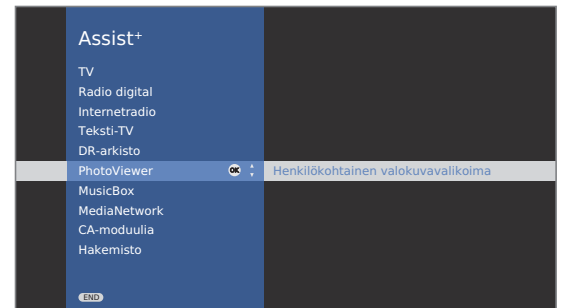 Assist⁺
TV
Radio digital
Internetradio
Teksti-TV
DR-arkisto
PhotoViewer OK Henkilökohtainen valokuvavalikoima
MusicBox
MediaNetwork
CA-moduulia
Hakemisto
END